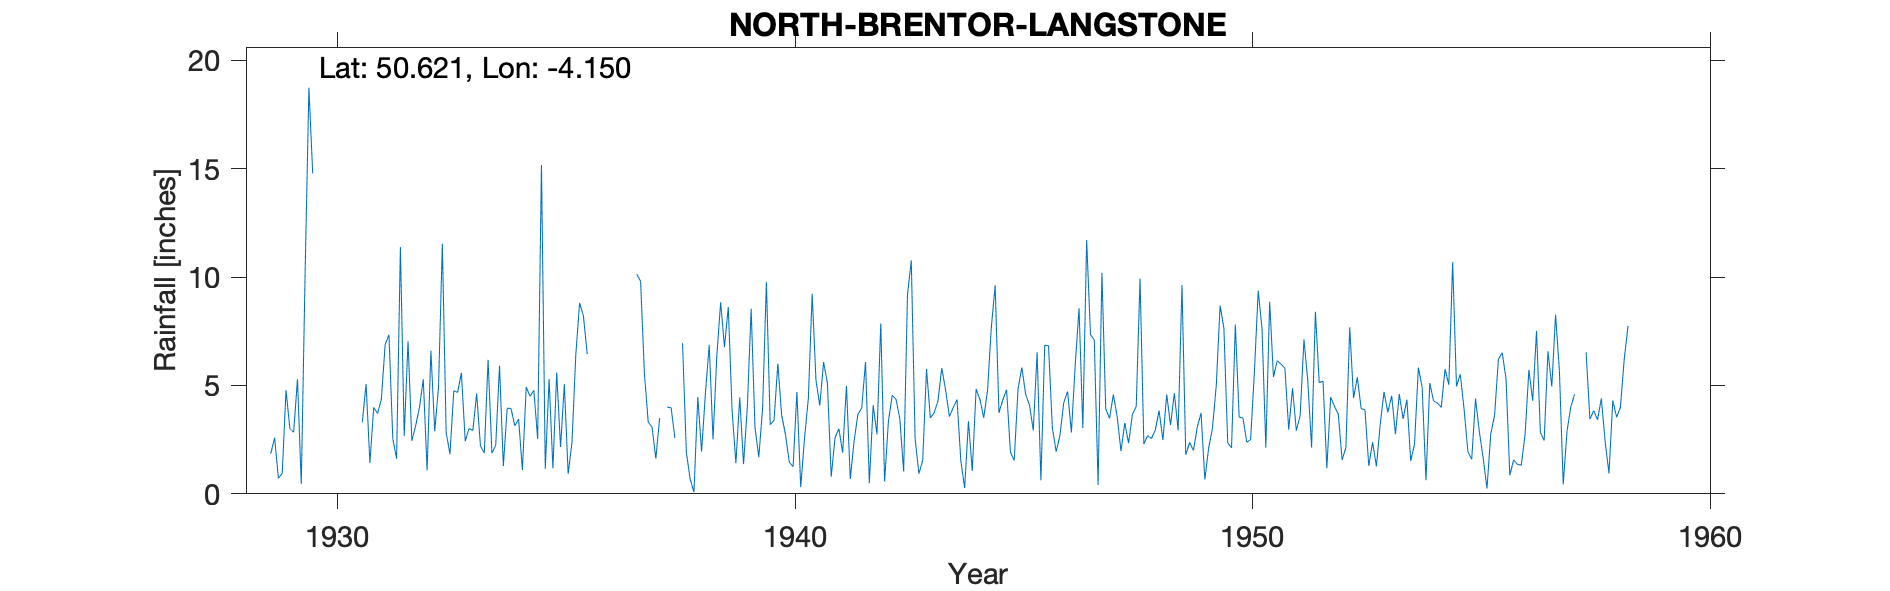 NORTH-BRENTOR-LANGSTONE
Lat: 50.621, Lon: -4.150
20
15
10
5
0
Rainfall [inches]
1930 1940 1950 1960
Year